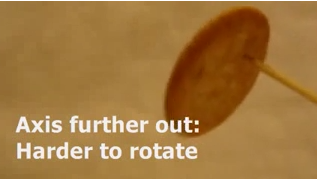 Axis further out:
Harder to rotate